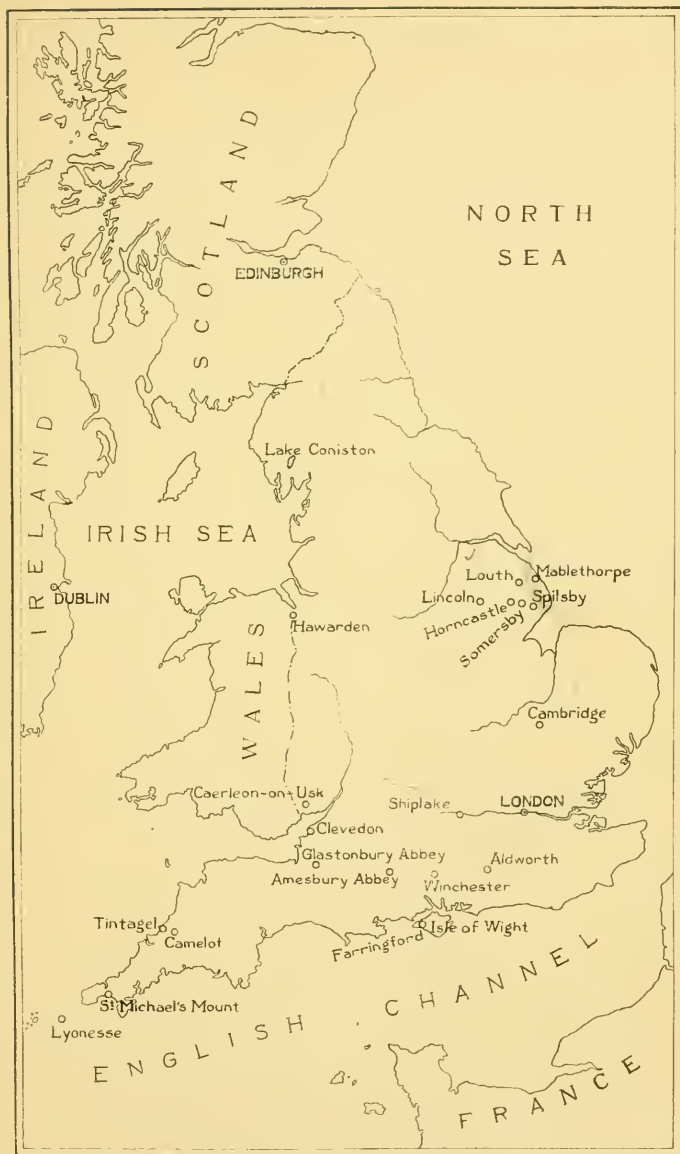 NORTH
SEA
SCOTLAND
EDINBURGH
IRELAND
Lake Coniston
IRISH SEA
DUBLIN
Louth
Mablethorpe
Lincoln
Horncastle
Spilsby
Somersby
Hawarden
WALES
Cambridge
Caerleon-on-Usk
Shiplake
LONDON
Clevedon
Glastonbury Abbey
Aldworth
Amesbury Abbey
Winchester
Tintagel
Camelot
Farringford
Isle of Wight
St Michael's Mount
Lyonesse
ENGLISH CHANNEL
FRANCE